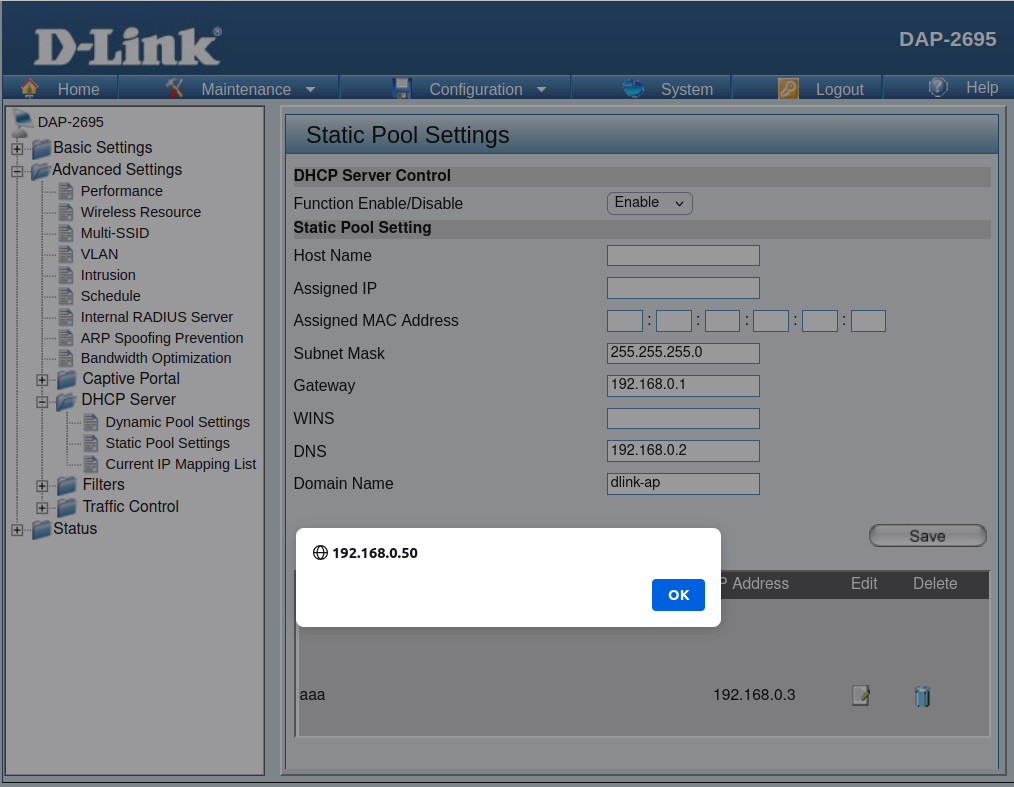 D-Link®
DAP-2695
Home Maintenance Configuration System Logout Help
DAP-2695
Basic Settings
Advanced Settings
Performance
Wireless Resource
Multi-SSID
VLAN
Intrusion
Schedule
Internal RADIUS Server
ARP Spoofing Prevention
Bandwidth Optimization
Captive Portal
DHCP Server
Dynamic Pool Settings
Static Pool Settings
Current IP Mapping List
Filters
Traffic Control
Status
Static Pool Settings
DHCP Server Control
Function Enable/Disable Enable
Static Pool Setting
Host Name
Assigned IP
Assigned MAC Address : : : : :
Subnet Mask 255.255.255.0
Gateway 192.168.0.1
WINS
DNS 192.168.0.2
Domain Name dlink-ap
Save
192.168.0.50
OK
P Address Edit Delete
aaa 192.168.0.3